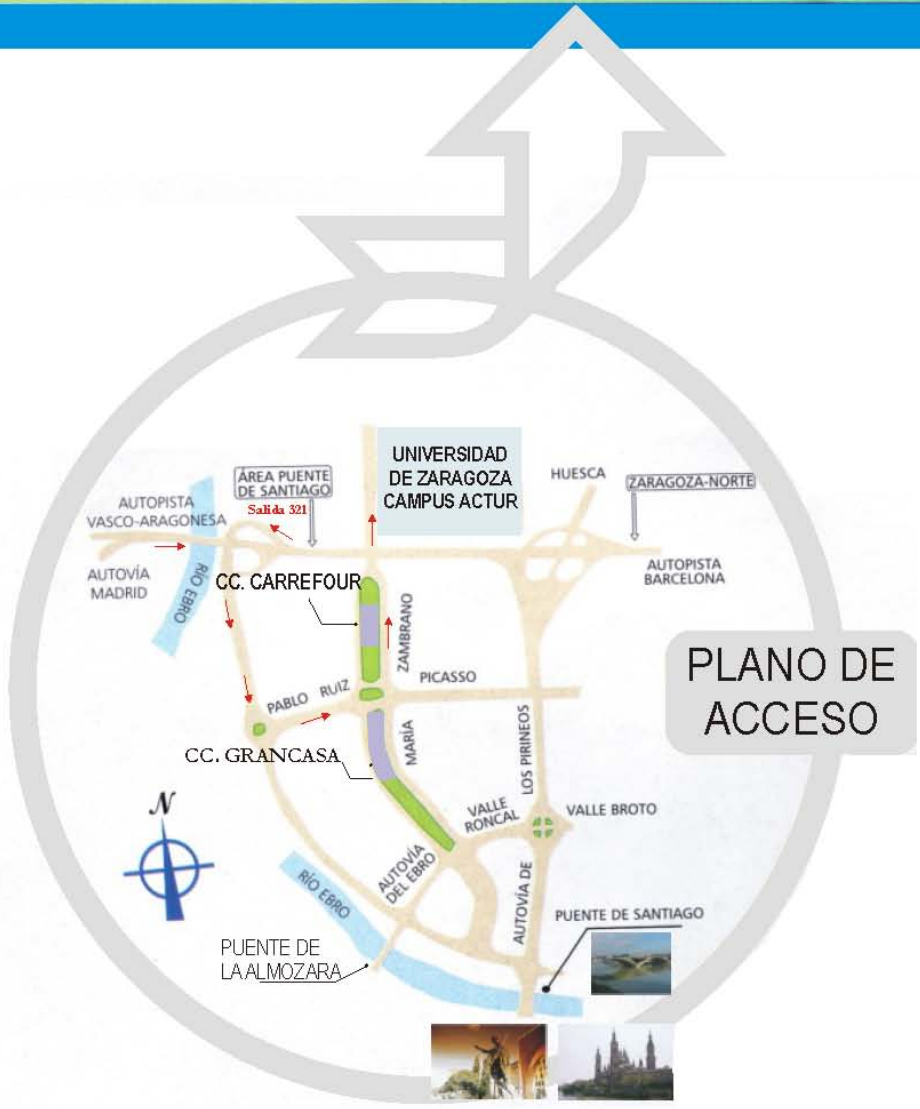 UNIVERSIDAD
DE ZARAGOZA
CAMPUS ACTUR
ÁREA PUENTE
DE SANTIAGO
Salida 321
HUESCA
ZARAGOZA-NORTE
AUTOPISTA
VASCO-ARAGONESA
AUTOVÍA
MADRID
RÍO EBRO
AUTOPISTA
BARCELONA
CC. CARREFOUR
ZAMBRANO
PABLO RUIZ
PICASSO
PLANO DE
ACCESO
CC. GRANCASA
MARÍA
LOS PIRINEOS
N
VALLE
RONCAL
VALLE BROTO
AUTOVÍA
DEL EBRO
RÍO EBRO
AUTOVÍA DE
PUENTE DE SANTIAGO
PUENTE DE
LA ALMOZARA